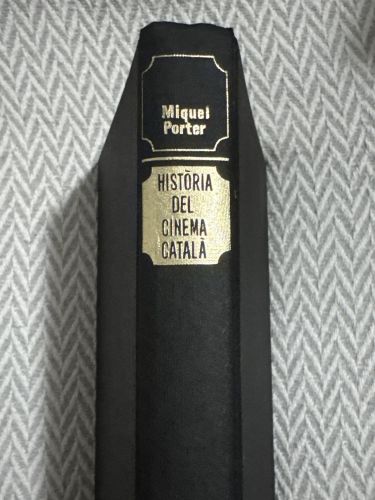 Miquel
Porter
HISTÒRIA
DEL
CINEMA
CATALÀ